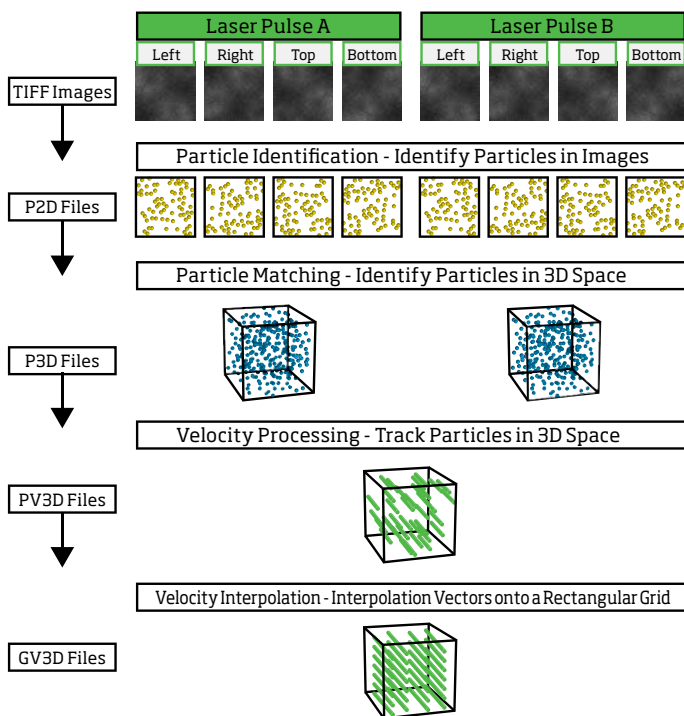 Laser Pulse A
Laser Pulse B
Left
Right
Top
Bottom
Left
Right
Top
Bottom
TIFF Images
Particle Identification - Identify Particles in Images
P2D Files
Particle Matching - Identify Particles in 3D Space
P3D Files
Velocity Processing - Track Particles in 3D Space
PV3D Files
Velocity Interpolation - Interpolation Vectors onto a Rectangular Grid
GV3D Files